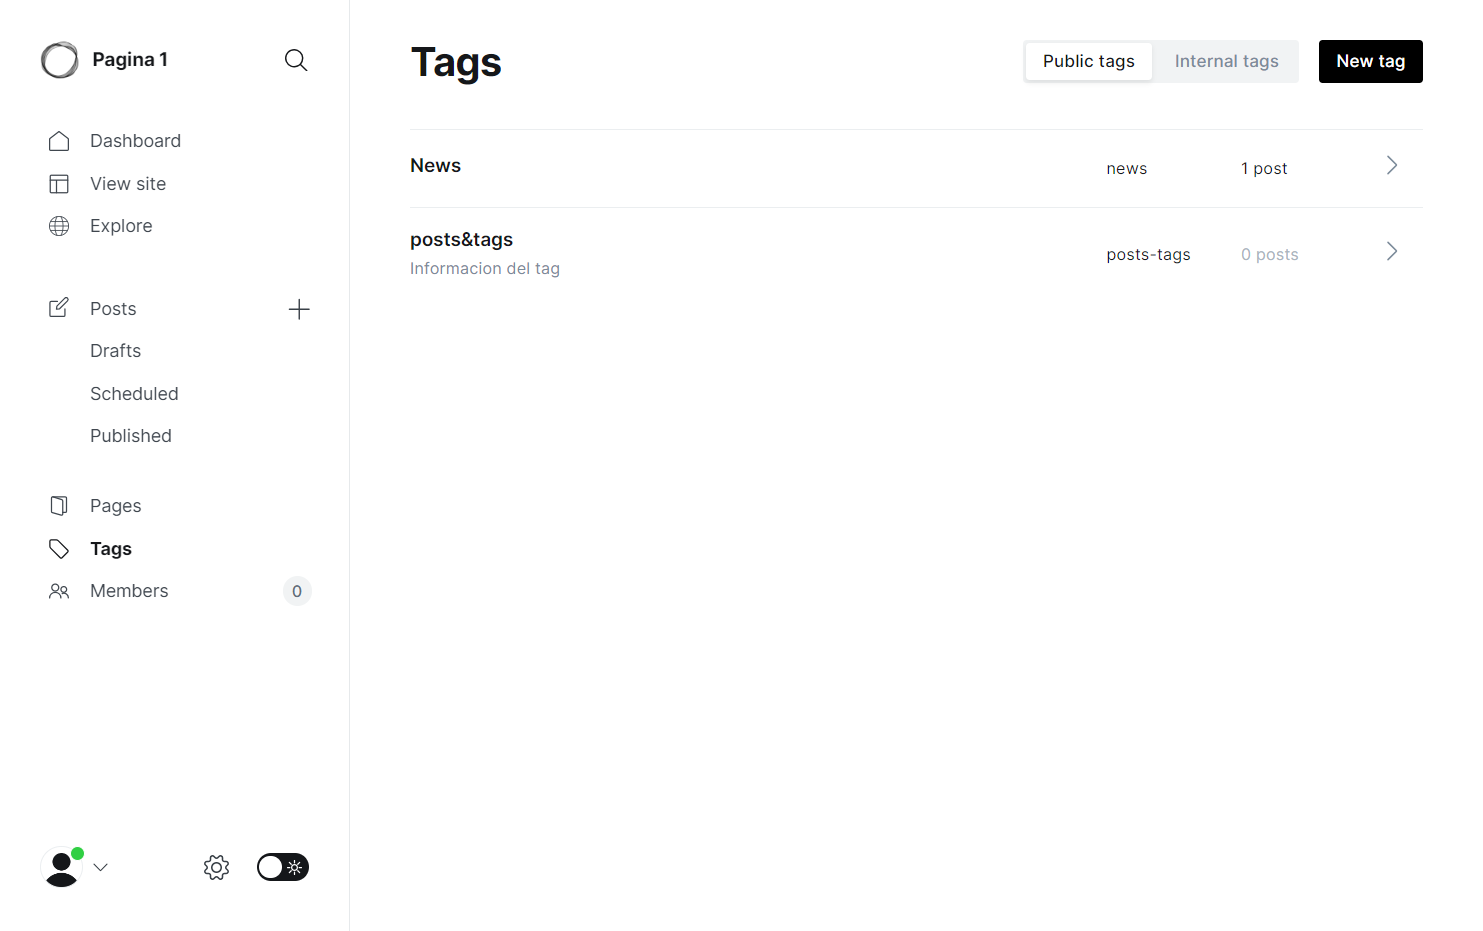 Pagina 1
Dashboard
View site
Explore
Posts
Drafts
Scheduled
Published
Pages
Tags
Members 0
Tags
Public tags Internal tags New tag
News news 1 post
posts&tags
Informacion del tag
posts-tags 0 posts